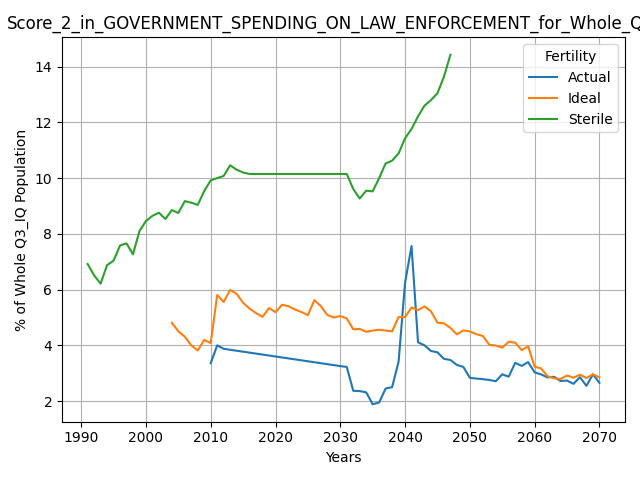 Score_2_in_GOVERNMENT_SPENDING_ON_LAW_ENFORCEMENT_for_Whole_Q
Fertility
Actual
Ideal
Sterile
% of Whole Q3_IQ Population
14
12
10
8
6
4
2
1990 2000 2010 2020 2030 2040 2050 2060 2070
Years